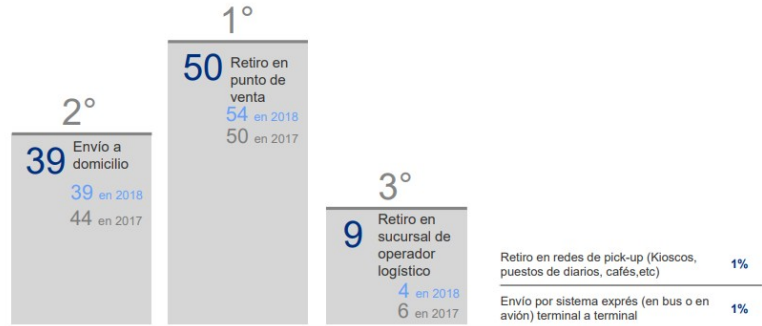 1°
50 Retiro en
punto de
venta
54 en 2018
50 en 2017
2°
39 Envío a
domicilio
39 en 2018
44 en 2017
3°
9 Retiro en
sucursal de
operador
logístico
4 en 2018
6 en 2017
Retiro en redes de pick-up (Kioscos,
puestos de diarios, cafés,etc) 1%
Envío por sistema exprés (en bus o en
avión) terminal a terminal 1%